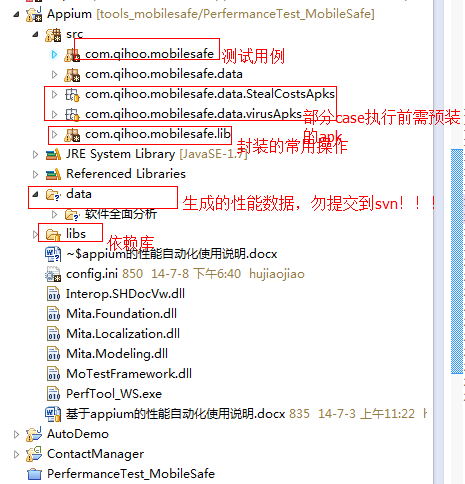 Appium [tools_mobilesafe/PerfermanceTest_MobileSafe]
src
com.qihoo.mobilesafe 测试用例
com.qihoo.mobilesafe.data
com.qihoo.mobilesafe.data.StealCostsApks
com.qihoo.mobilesafe.data.virusApks 部分case执行前需预装
的apk
com.qihoo.mobilesafe.lib 封装的常用操作
JRE System Library [JavaSE-1.7]
Referenced Libraries
data 生成的性能数据，勿提交到svn！！！
软件全面分析
libs 依赖库
~$appium的性能自动化使用说明.docx
config.ini 850 14-7-8 下午6:40 hujiaojiao
Interop.SHDocVw.dll
Mita.Foundation.dll
Mita.Localization.dll
Mita.Modeling.dll
MoTestFramework.dll
PerfTool_WS.exe
基于appium的性能自动化使用说明.docx 835 14-7-3 上午11:22
AutoDemo
ContactManager
PerfermanceTest_MobileSafe